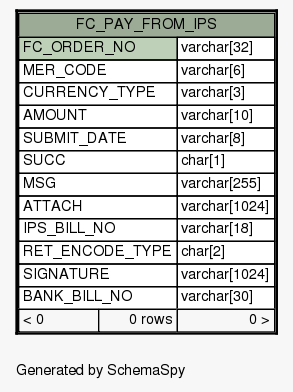 FC_PAY_FROM_IPS
FC_ORDER_NO varchar[32]
MER_CODE varchar[6]
CURRENCY_TYPE varchar[3]
AMOUNT varchar[10]
SUBMIT_DATE varchar[8]
SUCC char[1]
MSG varchar[255]
ATTACH varchar[1024]
IPS_BILL_NO varchar[18]
RET_ENCODE_TYPE char[2]
SIGNATURE varchar[1024]
BANK_BILL_NO varchar[30]
< 0 0 rows 0 >
Generated by SchemaSpy